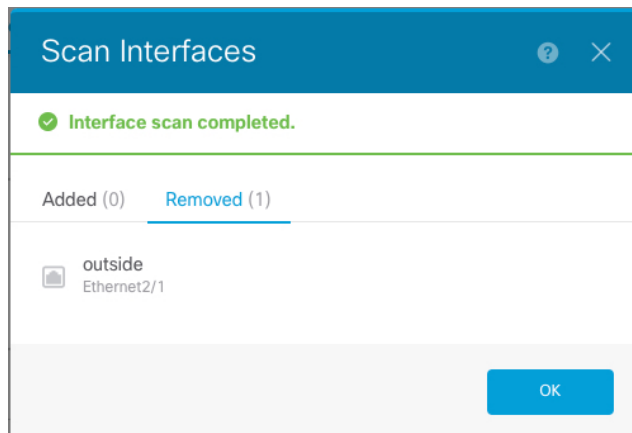 Scan Interfaces
Interface scan completed.
Added (0) Removed (1)
outside
Ethernet2/1
OK